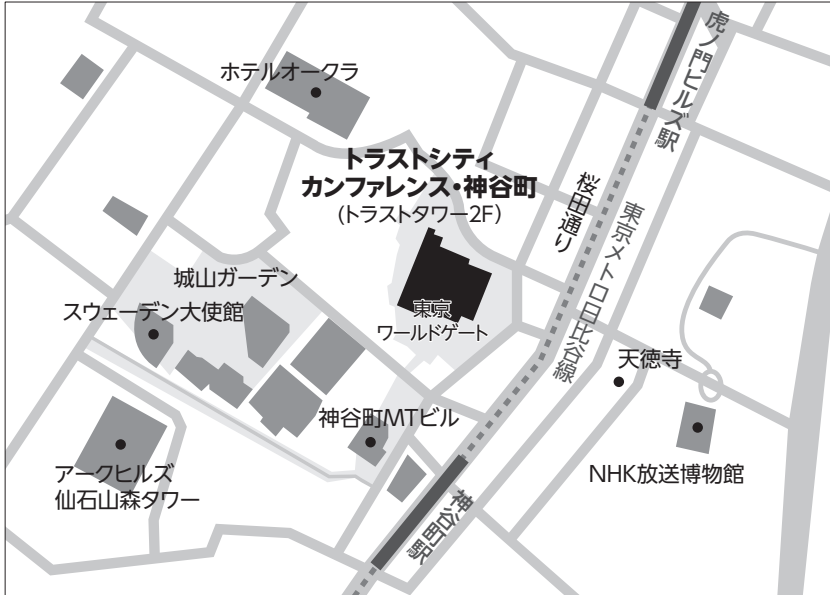 ホテルオークラ
虎ノ門ヒルズ駅
トラストシティ
カンファレンス・神谷町
(トラストタワー2F)
桜田通り
東京メトロ日比谷線
城山ガーデン
スウェーデン大使館
東京
ワールドゲート
天徳寺
神谷町MTビル
アークヒルズ
仙石山森タワー
NHK放送博物館
神谷町駅